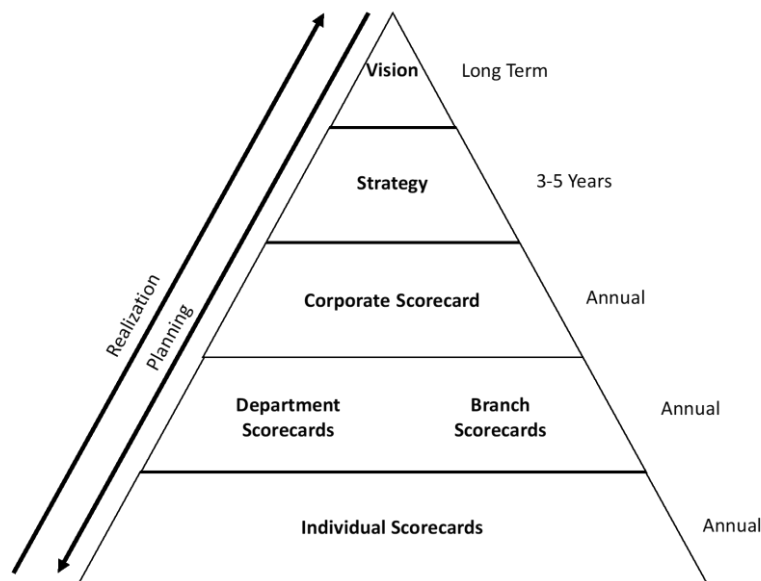 Vision
Long Term
Strategy
3-5 Years
Realization
Planning
Corporate Scorecard
Annual
Department
Scorecards
Branch
Scorecards
Annual
Individual Scorecards
Annual